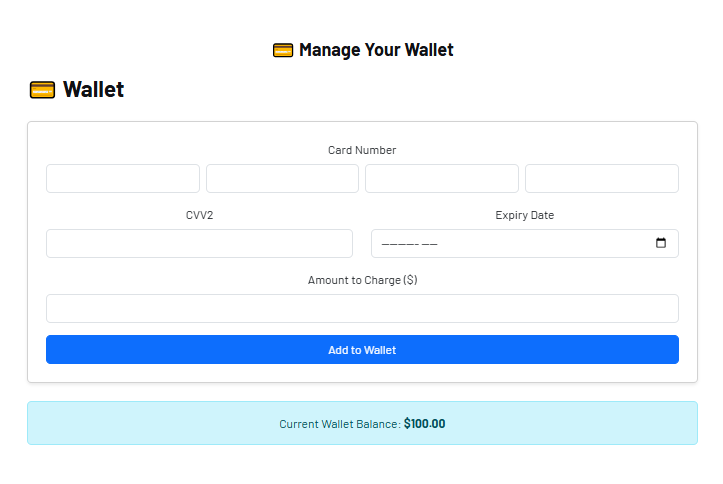 💳 Manage Your Wallet
💳 Wallet
Card Number
CVV2
Expiry Date
---------- ----
Amount to Charge ($)
Add to Wallet
Current Wallet Balance: $100.00